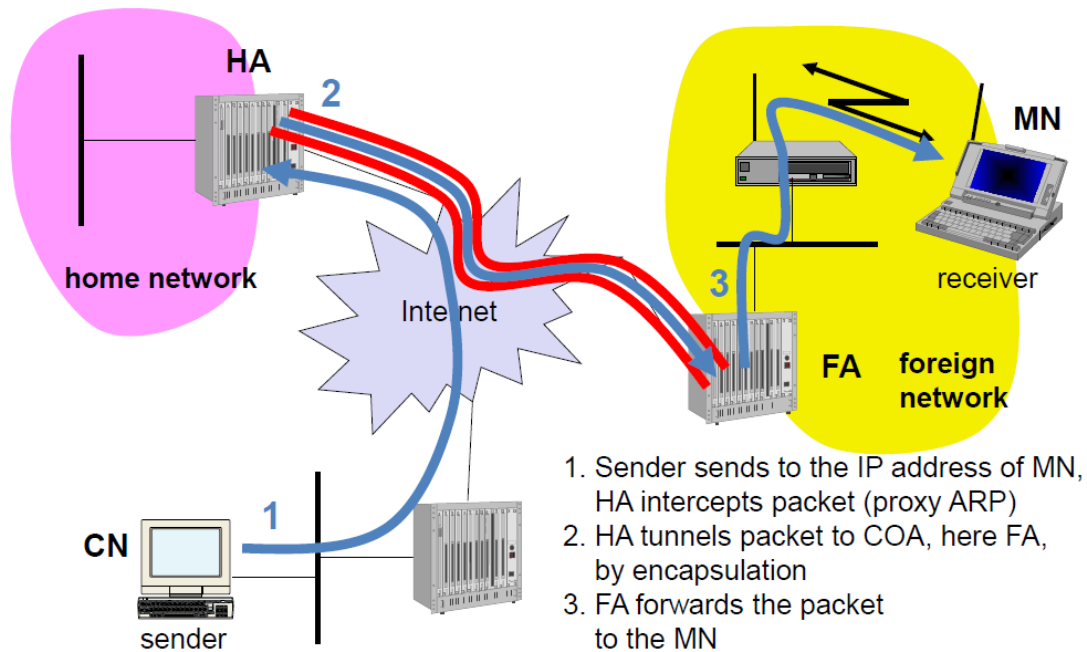 HA
2
MN
home network
Internet
3
receiver
FA
foreign
network
1
CN
sender
1. Sender sends to the IP address of MN,
HA intercepts packet (proxy ARP)
2. HA tunnels packet to COA, here FA,
by encapsulation
3. FA forwards the packet
to the MN